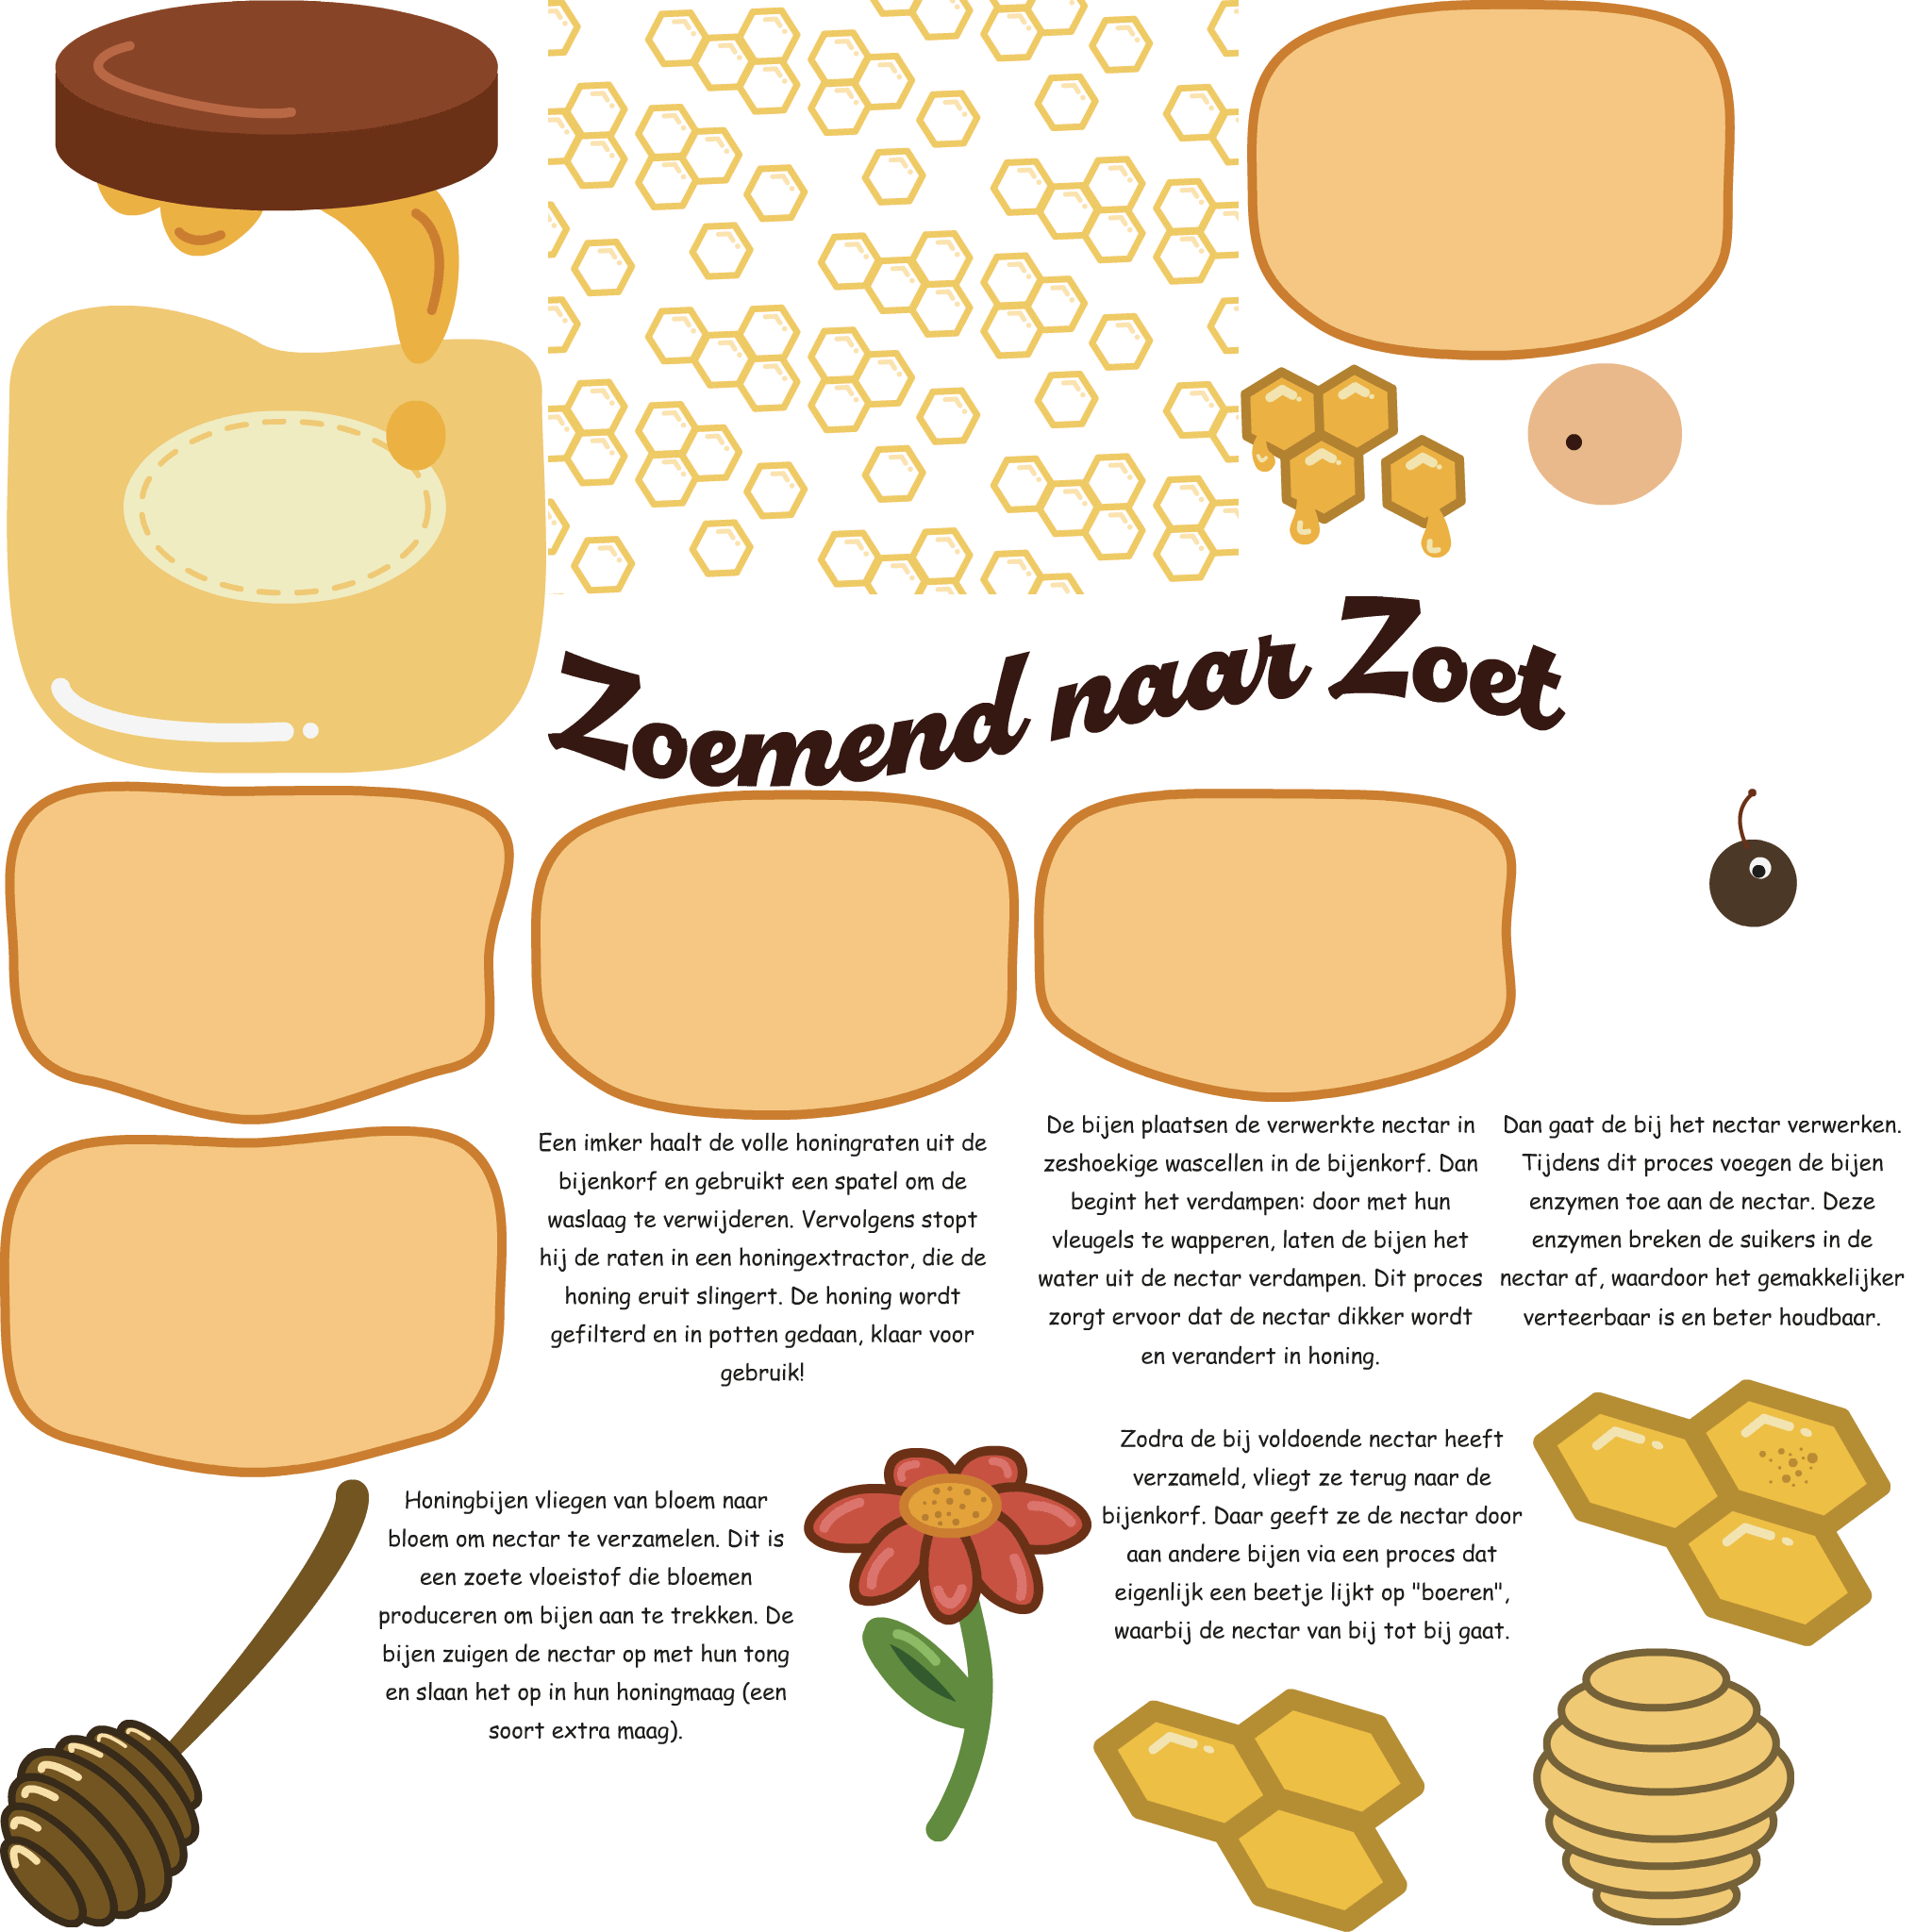 Zoemend naar Zoet
Een imker haalt de volle honingraten uit de
bijenkorf en gebruikt een spatel om de
waslaag te verwijderen. Vervolgens stopt
hij de raten in een honingextractor, die de
honing eruit slingert. De honing wordt
gefilterd en in potten gedaan, klaar voor
gebruik!
De bijen plaatsen de verwerkte nectar in
zeshoekige wascellen in de bijenkorf. Dan
begint het verdampen: door met hun
vleugels te wapperen, laten de bijen het
water uit de nectar verdampen. Dit proces
zorgt ervoor dat de nectar dikker wordt
en verandert in honing.
Dan gaat de bij het nectar verwerken.
Tijdens dit proces voegen de bijen
enzymen toe aan de nectar. Deze
enzymen breken de suikers in de
nectar af, waardoor het gemakkelijker
verteerbaar is en beter houdbaar.
Honingbijen vliegen van bloem naar
bloem om nectar te verzamelen. Dit is
een zoete vloeistof die bloemen
produceren om bijen aan te trekken. De
bijen zuigen de nectar op met hun tong
en slaan het op in hun honingmaag (een
soort extra maag).
Zodra de bij voldoende nectar heeft
verzameld, vliegt ze terug naar de
bijenkorf. Daar geeft ze de nectar door
aan andere bijen via een proces dat
eigenlijk een beetje lijkt op "boeren",
waarbij de nectar van bij tot bij gaat.